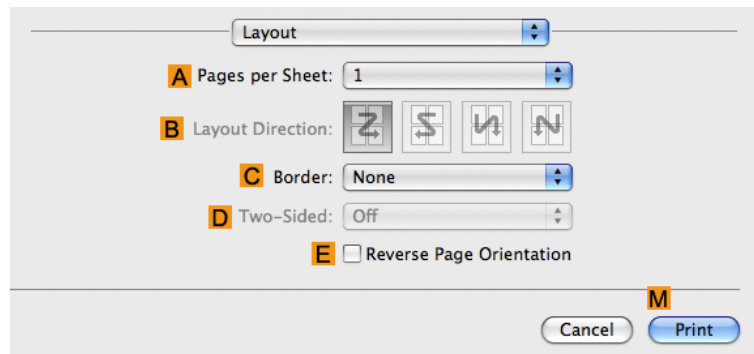 Layout
A Pages per Sheet: 1
B Layout Direction:
C Border: None
D Two-Sided: Off
E Reverse Page Orientation
M
Cancel Print